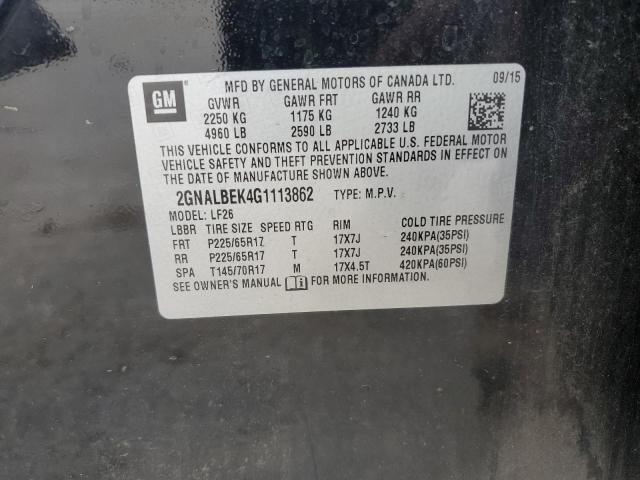 MFD BY GENERAL MOTORS OF CANADA LTD. 09/15
GM
GVWR GAWR FRT GAWR RR
2250 KG 1175 KG 1240 KG
4960 LB 2590 LB 2733 LB
THIS VEHICLE CONFORMS TO ALL APPLICABLE U.S. FEDERAL MOTOR
VEHICLE SAFETY AND THEFT PREVENTION STANDARDS IN EFFECT ON
THE DATE OF MANUFACTURE SHOWN ABOVE.
2GNALBEK4G1113862 TYPE: M.P.V.
MODEL: LF26
LBBR TIRE SIZE SPEED RTG RIM COLD TIRE PRESSURE
FRT P225/65R17 T 17X7J 240KPA(35PSI)
RR P225/65R17 T 17X7J 240KPA(35PSI)
SPA T145/70R17 M 17X4.5T 420KPA(60PSI)
SEE OWNER'S MANUAL FOR MORE INFORMATION.